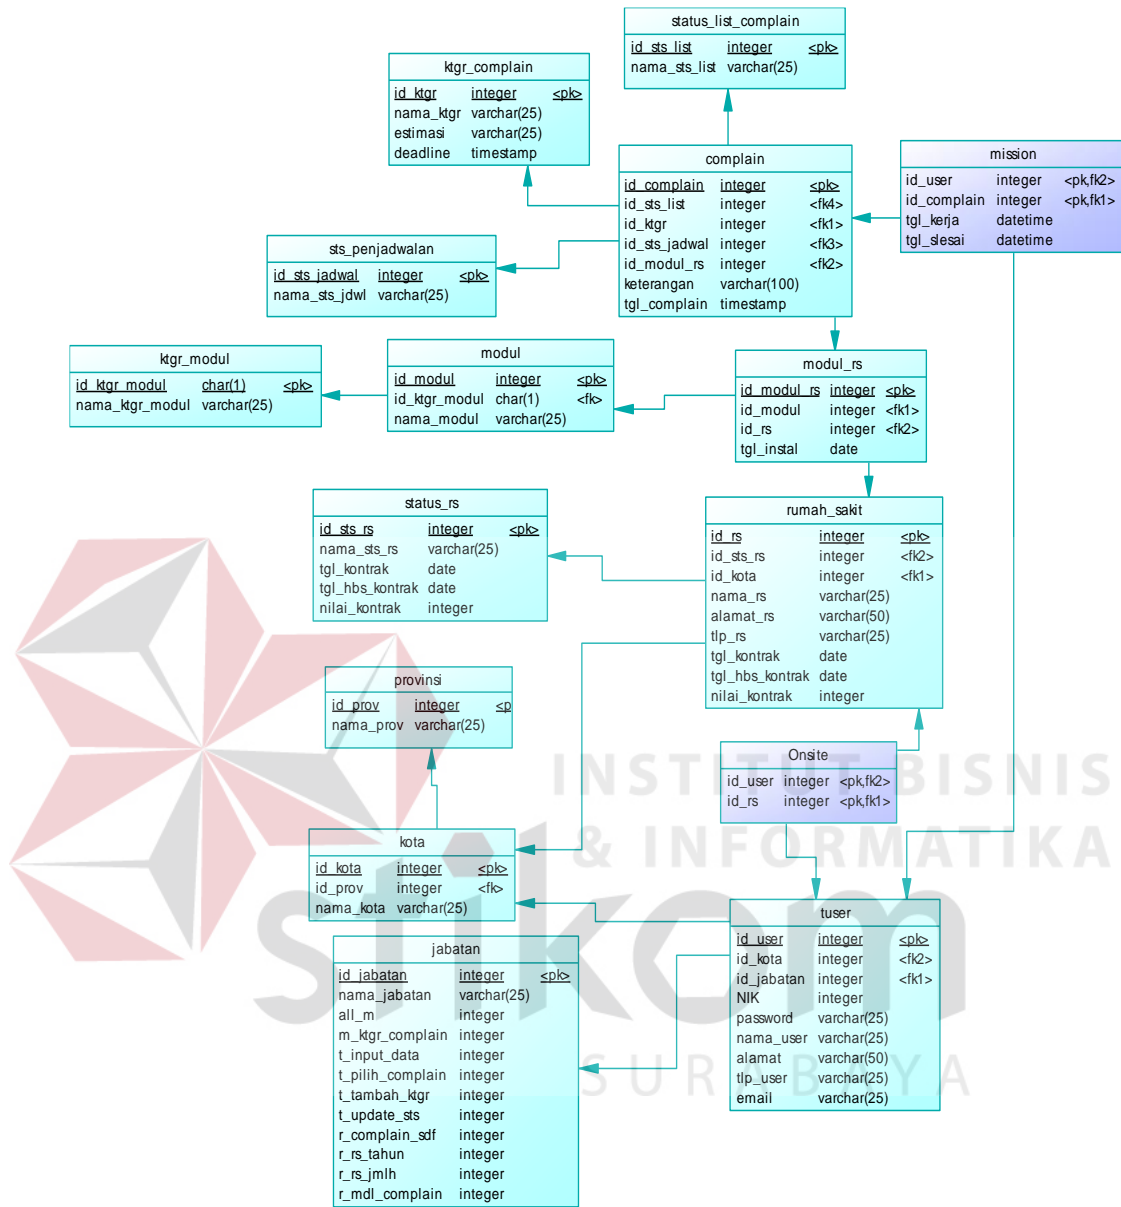 status_list_complain
id_sts_list integer <pk>
nama_sts_list varchar(25)
ktgr_complain
id_ktgr integer <pk>
nama_ktgr varchar(25)
estimasi varchar(25)
deadline timestamp
complain
id_complain integer <pk>
id_sts_list integer <fk4>
id_ktgr integer <fk1>
id_sts_jadwal integer <fk3>
id_modul_rs integer <fk2>
keterangan varchar(100)
tgl_complain timestamp
mission
id_user integer <pk,fk2>
id_complain integer <pk,fk1>
tgl_kerja datetime
tgl_slesai datetime
sts_penjadwalan
id_sts_jadwal integer <pk>
nama_sts_jdwl varchar(25)
ktgr_modul
id_ktgr_modul char(1) <pk>
nama_ktgr_modul varchar(25)
modul
id_modul integer <pk>
id_ktgr_modul char(1) <fk>
nama_modul varchar(25)
modul_rs
id_modul_rs integer <pk>
id_modul integer <fk1>
id_rs integer <fk2>
tgl_instal date
status_rs
id_sts_rs integer <pk>
nama_sts_rs varchar(25)
tgl_kontrak date
tgl_hbs_kontrak date
nilai_kontrak integer
rumah_sakit
id_rs integer <pk>
id_sts_rs integer <fk2>
id_kota integer <fk1>
nama_rs varchar(25)
alamat_rs varchar(50)
tlp_rs varchar(25)
tgl_kontrak date
tgl_hbs_kontrak date
nilai_kontrak integer
provinsi
id_prov integer <p
nama_prov varchar(25)
Onsite
id_user integer <pk,fk2>
id_rs integer <pk,fk1>
kota
id_kota integer <pk>
id_prov integer <fk>
nama_kota varchar(25)
tuser
id_user integer <pk>
id_kota integer <fk2>
id_jabatan integer <fk1>
NIK integer
password varchar(25)
nama_user varchar(25)
alamat varchar(50)
tlp_user varchar(25)
email varchar(25)
jabatan
id_jabatan integer <pk>
nama_jabatan varchar(25)
all_m integer
m_ktgr_complain integer
t_input_data integer
t_pilih_complain integer
t_tambah_ktgr integer
t_update_sts integer
r_complain_sdf integer
r_rs_tahun integer
r_rs_jmlh integer
r_mdl_complain integer
INSTITUT BISNIS
& INFORMATIKA
stikom
SURABAYA